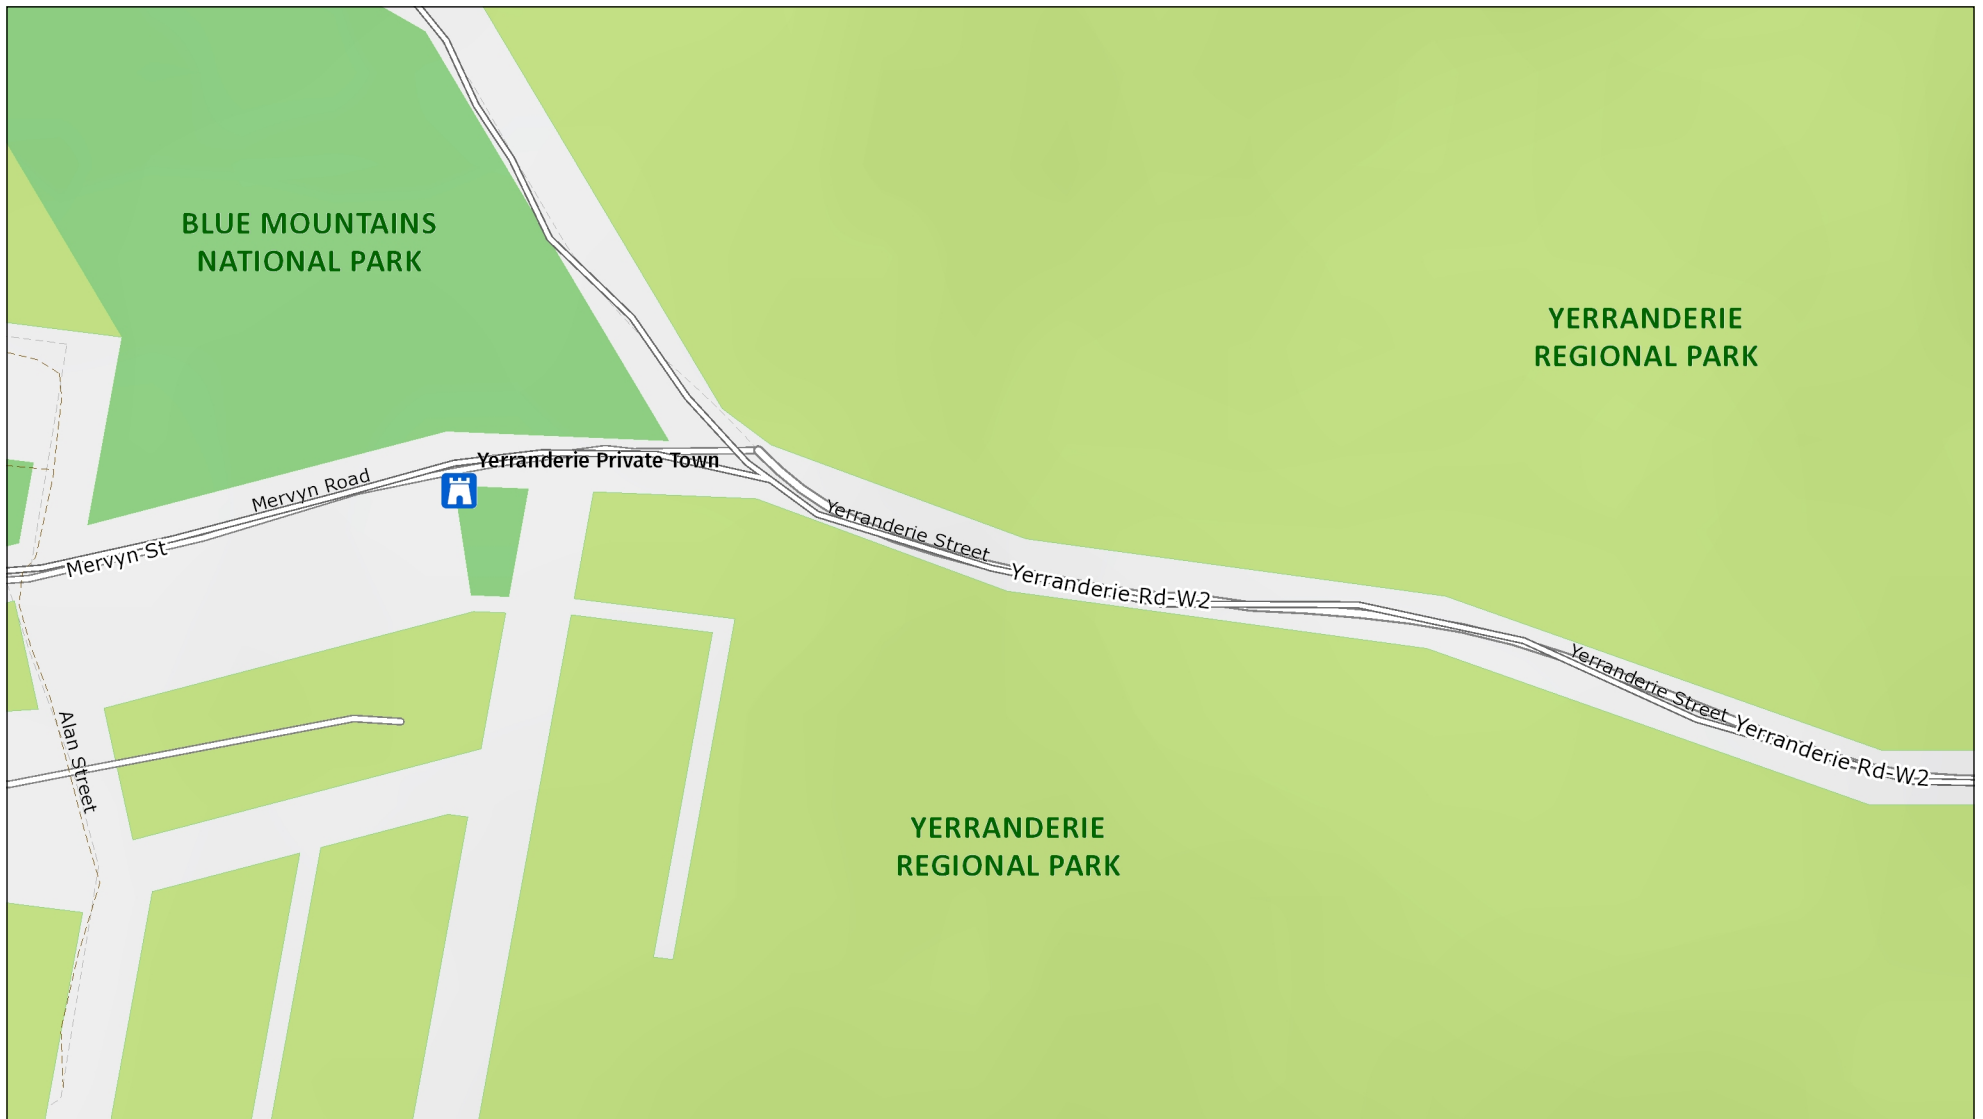 BLUE MOUNTAINS
NATIONAL PARK
YERRANDERIE
REGIONAL PARK
Yerranderie Private Town
Mervyn Road
Mervyn St
Yerranderie Street
Yerranderie Rd-W2
Yerranderie Street
Yerranderie-Rd-W2
Alan Street
YERRANDERIE
REGIONAL PARK